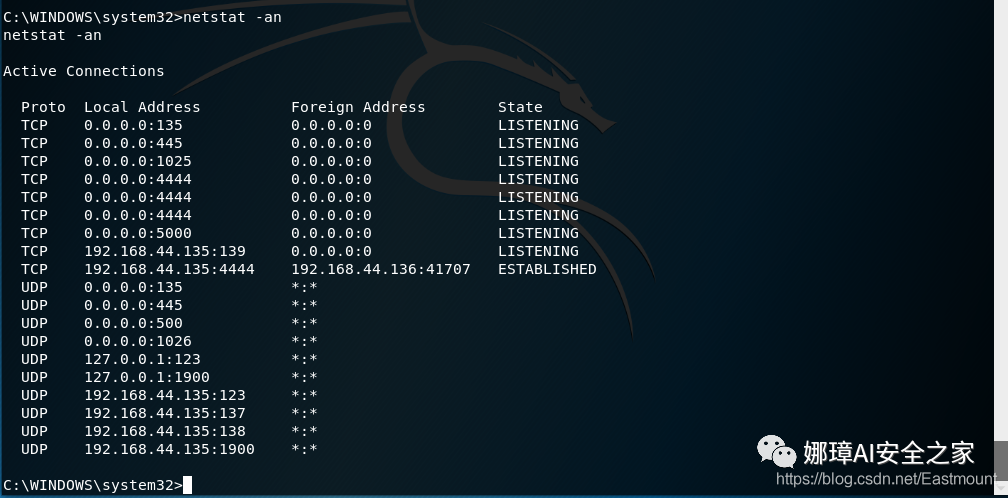 C:\WINDOWS\system32>netstat -an
netstat -an
Active Connections
Proto  Local Address          Foreign Address        State
TCP    0.0.0.0:135            0.0.0.0:0              LISTENING
TCP    0.0.0.0:445            0.0.0.0:0              LISTENING
TCP    0.0.0.0:1025           0.0.0.0:0              LISTENING
TCP    0.0.0.0:4444           0.0.0.0:0              LISTENING
TCP    0.0.0.0:4444           0.0.0.0:0              LISTENING
TCP    0.0.0.0:4444           0.0.0.0:0              LISTENING
TCP    0.0.0.0:5000           0.0.0.0:0              LISTENING
TCP    192.168.44.135:139     0.0.0.0:0              LISTENING
TCP    192.168.44.135:4444    192.168.44.136:41707   ESTABLISHED
UDP    0.0.0.0:135            *:*
UDP    0.0.0.0:445            *:*
UDP    0.0.0.0:500            *:*
UDP    0.0.0.0:1026           *:*
UDP    127.0.0.1:123          *:*
UDP    127.0.0.1:1900         *:*
UDP    192.168.44.135:123     *:*
UDP    192.168.44.135:137     *:*
UDP    192.168.44.135:138     *:*
UDP    192.168.44.135:1900    *:*
娜璋AI安全之家
https://blog.csdn.net/Eastmount
C:\WINDOWS\system32>